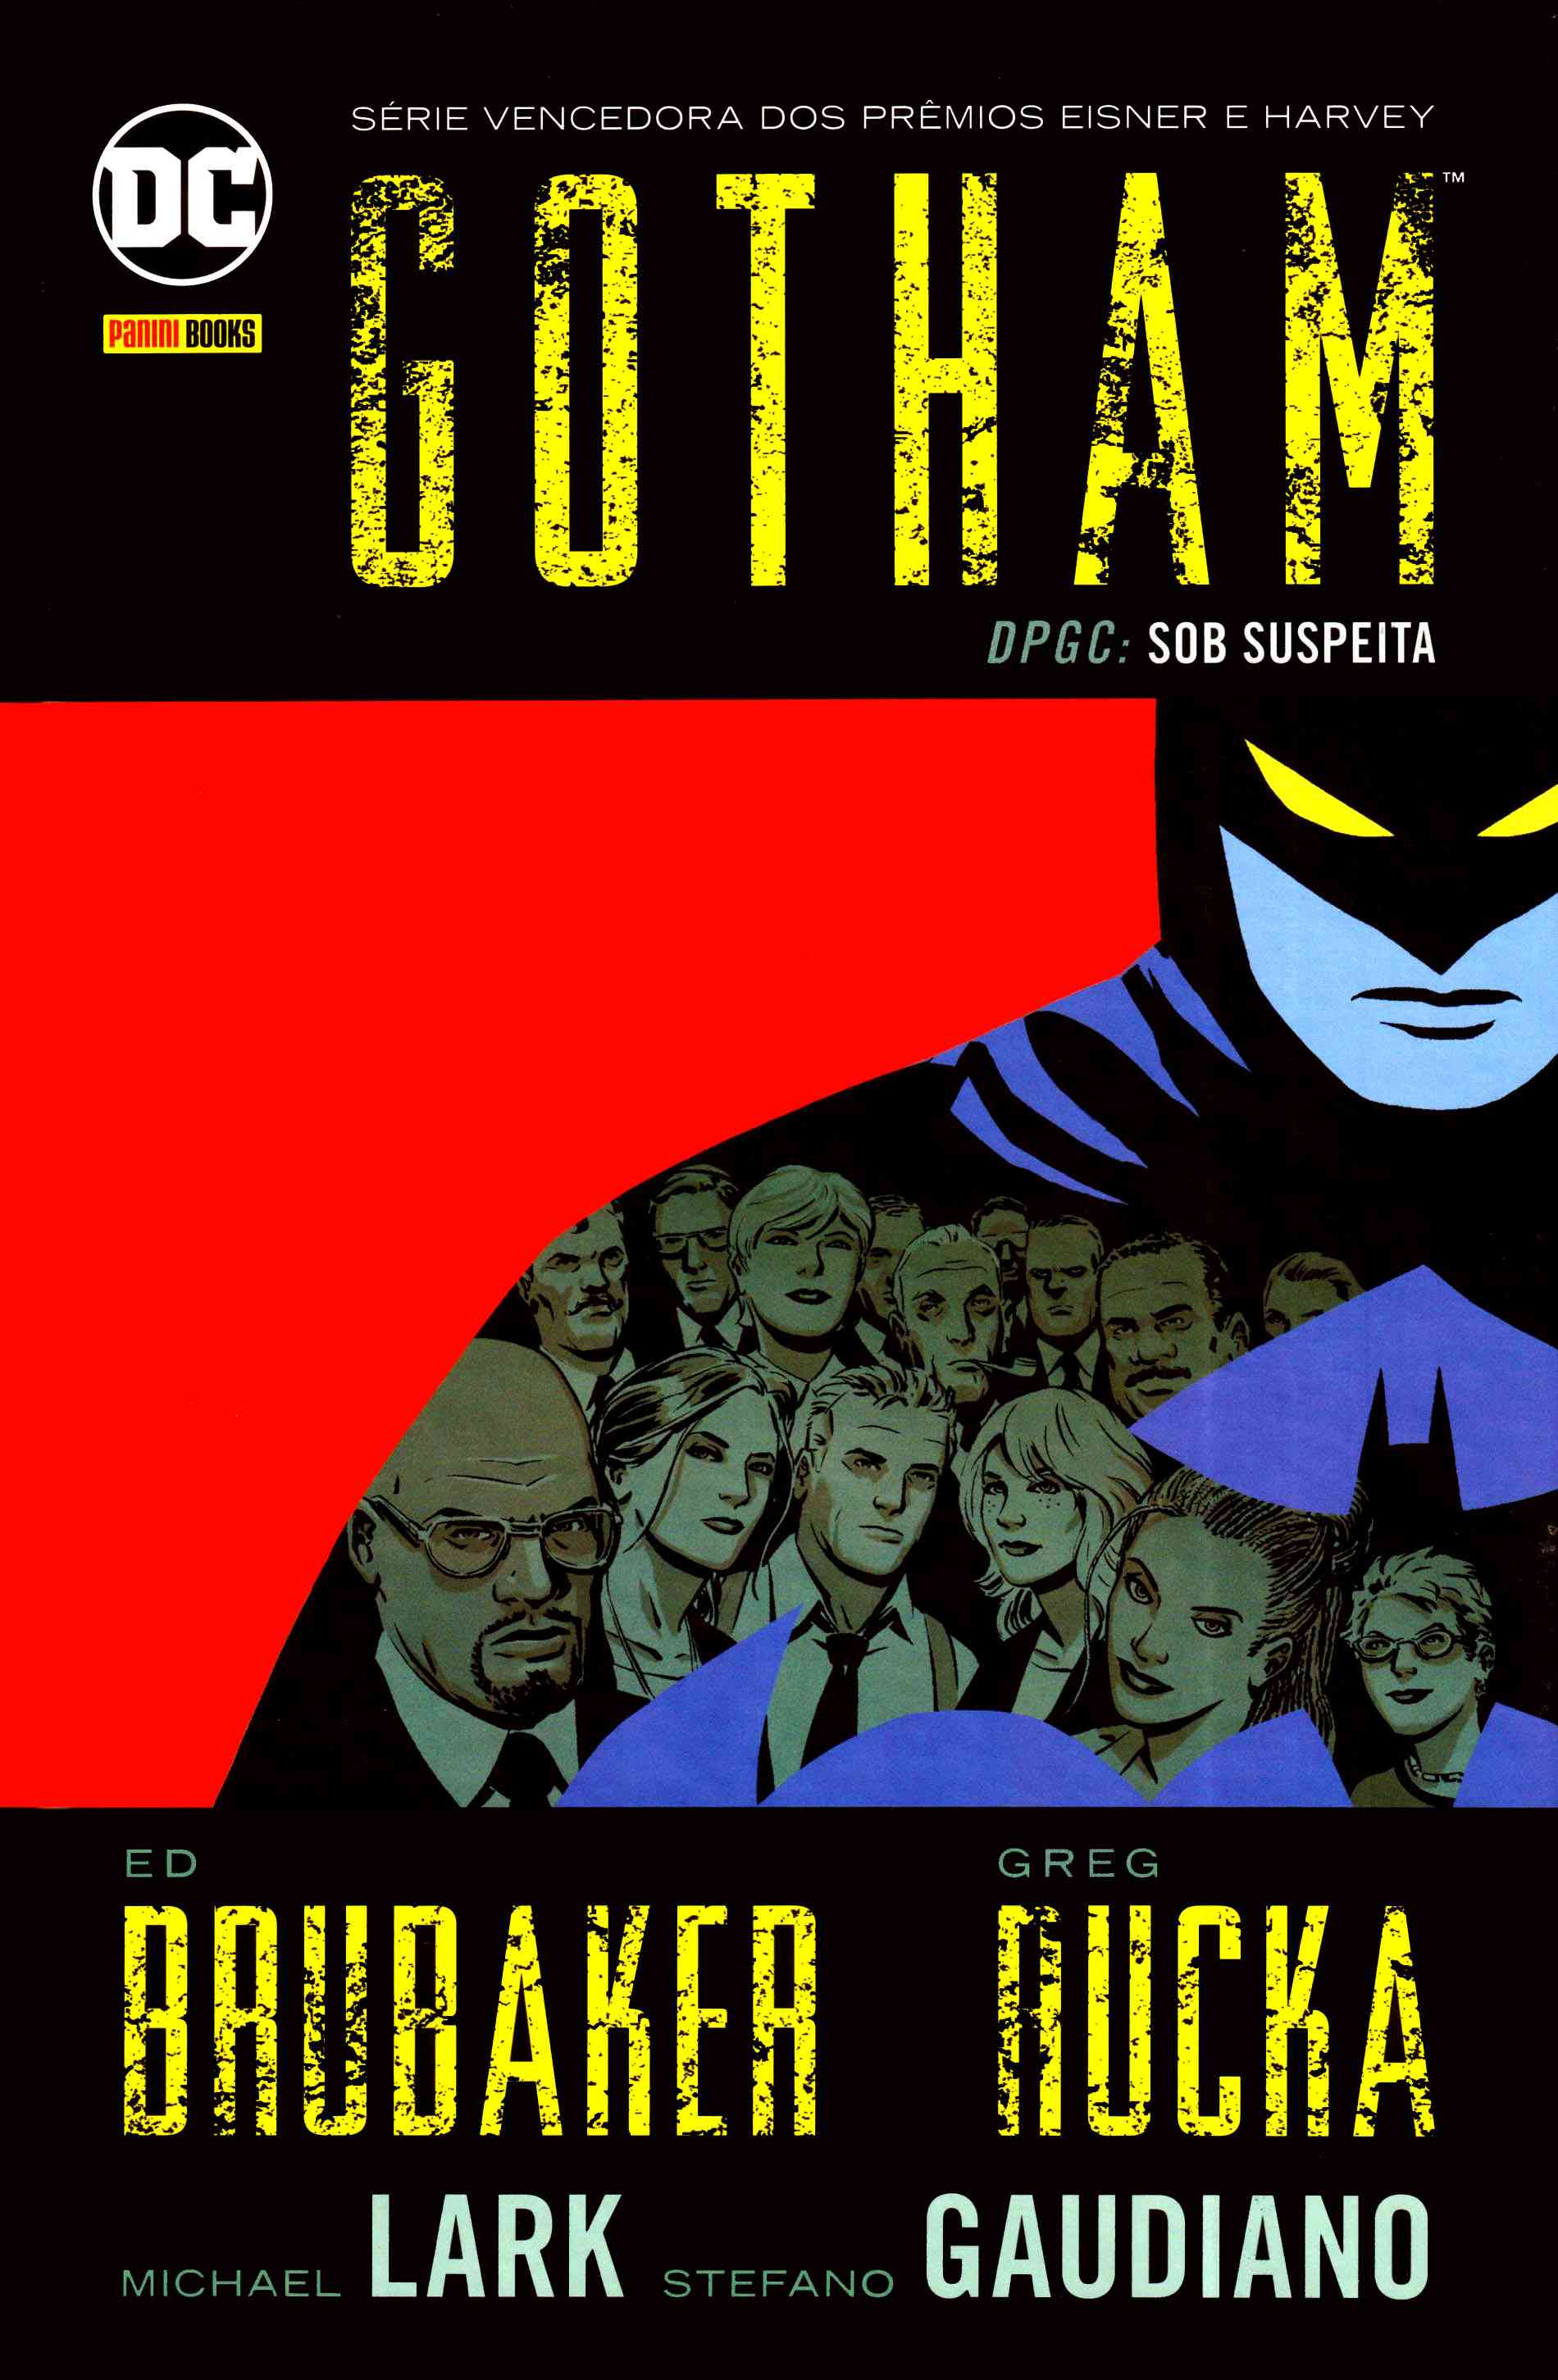 SÉRIE VENCEDORA DOS PRÊMIOS EISNER E HARVEY
DC
PANINI BOOKS
GOTHAM™
DPGC: SOB SUSPEITA
ED
BRUBAKER
GREG
RUCKA
MICHAEL LARK STEFANO GAUDIANO